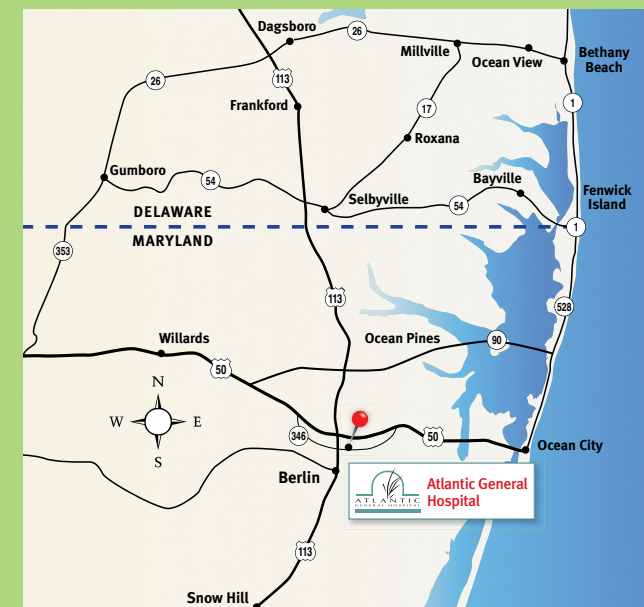 Dagsboro
26
Millville
Ocean View
Bethany
Beach
26
113
Frankford
17
1
Roxana
Gumboro
54
Bayville
Selbyville
54
Fenwick
Island
DELAWARE
MARYLAND
1
353
113
528
Willards
Ocean Pines
90
50
N
W
E
S
346
50
Ocean City
Berlin
ATLANTIC
GENERAL HOSPITAL
Atlantic General
Hospital
113
Snow Hill